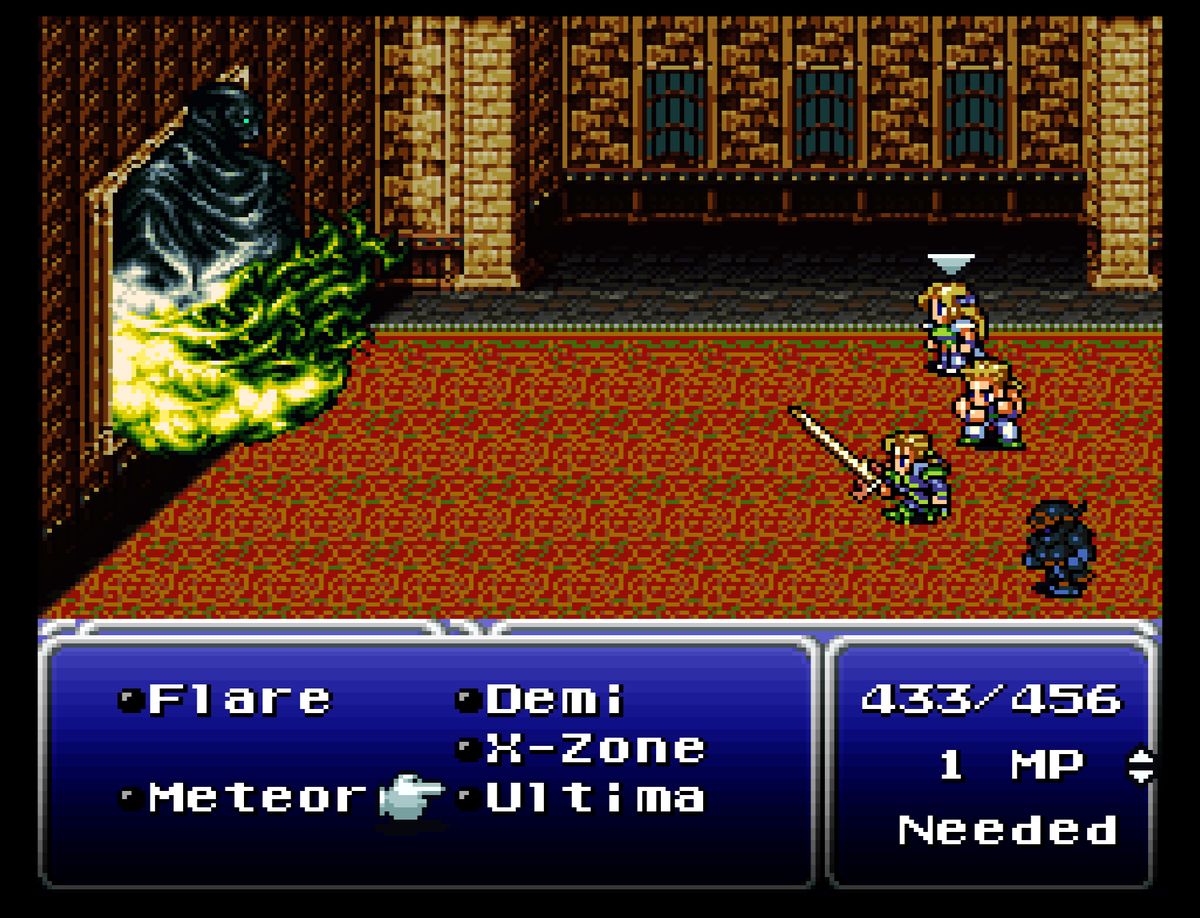 Flare Demi
X-Zone
Meteor Ultima
433/456
1 MP
Needed